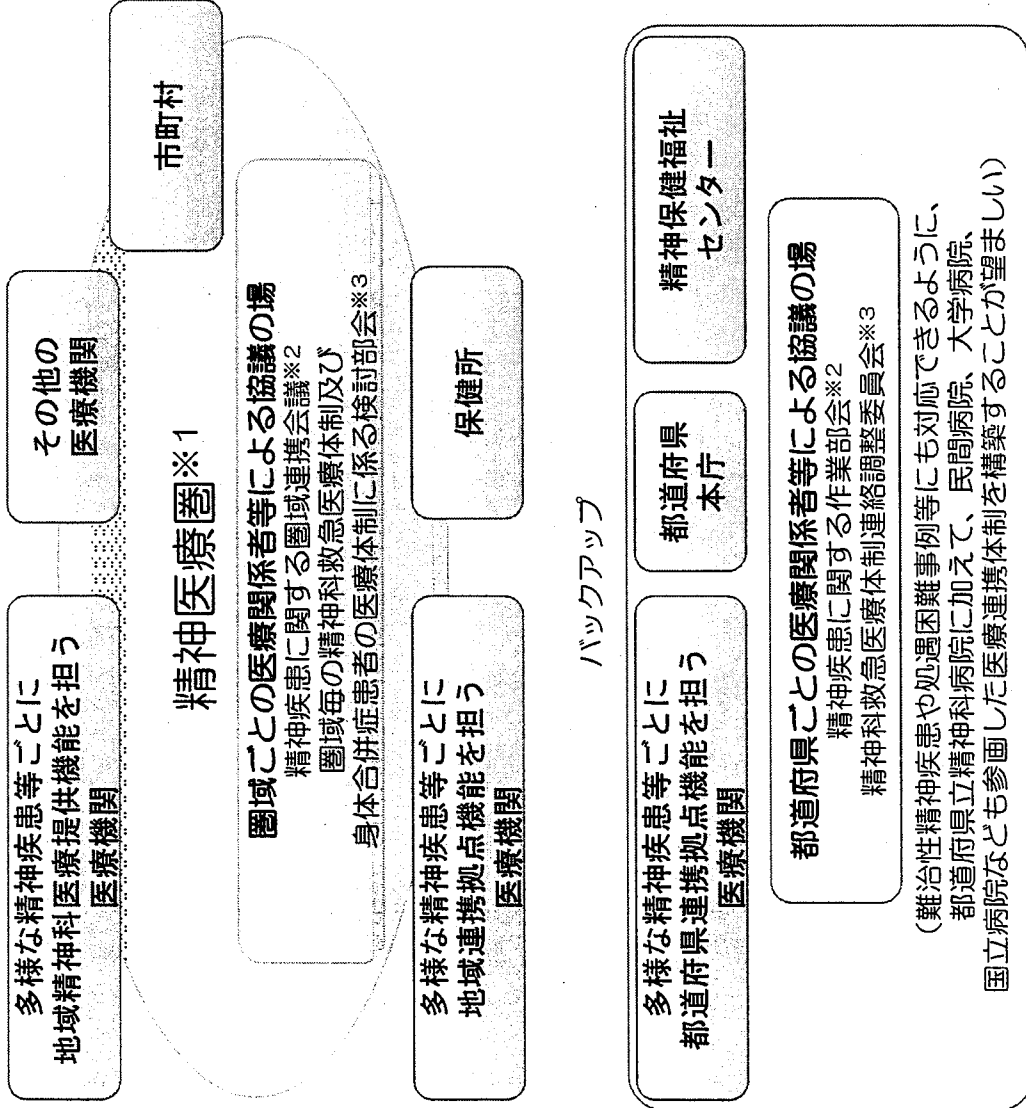 多様な精神疾患等ごとに
地域精神科医療提供機能を担う
医療機関
その他の
医療機関
市町村
精神医療圏※1
圏域ごとの医療関係者等による協議の場
精神疾患に関する圏域連携会議※2
圏域毎の精神科救急医療体制及び
身体合併症患者の医療体制に係る検討部会※3
多様な精神疾患等ごとに
地域連携拠点機能を担う
医療機関
保健所
バックアップ
多様な精神疾患等ごとに
都道府県連携拠点機能を担う
医療機関
都道府県
本庁
精神保健福祉
センター
都道府県ごとの医療関係者等による協議の場
精神疾患に関する作業部会※2
精神科救急医療体制連絡調整委員会※3
(難治性精神疾患や処遇困難事例等にも対応できるように、
都道府県立精神科病院に加えて、民間病院、大学病院、
国立病院なども参画した医療連携体制を構築することが望ましい)